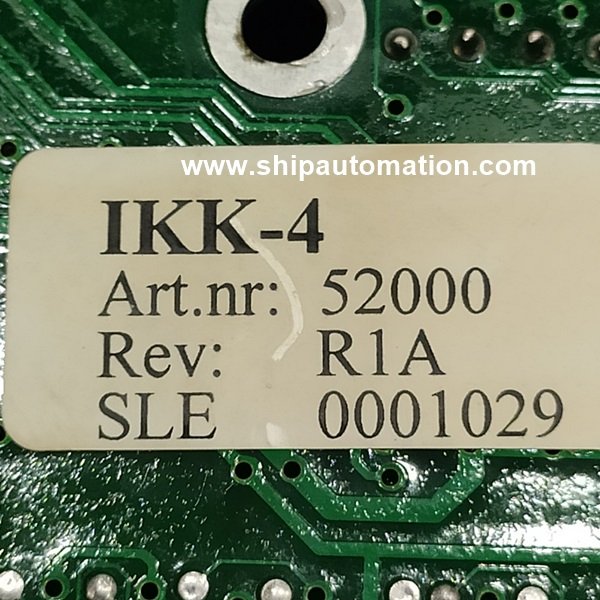 www.shipautomation.com
IKK-4
Art.nr: 52000
Rev: R1A
SLE 0001029